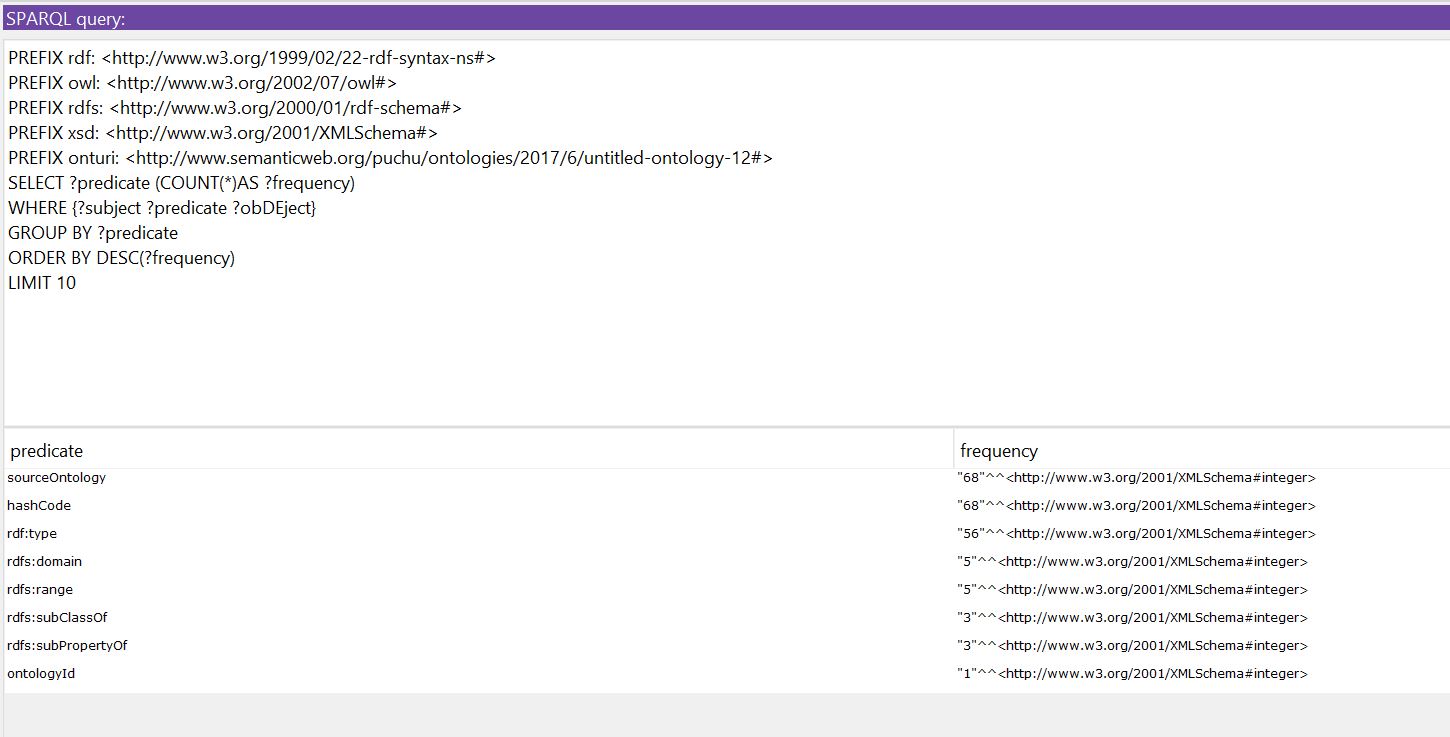 SPARQL query:
PREFIX rdf: <http://www.w3.org/1999/02/22-rdf-syntax-ns#>
PREFIX owl: <http://www.w3.org/2002/07/owl#>
PREFIX rdfs: <http://www.w3.org/2000/01/rdf-schema#>
PREFIX xsd: <http://www.w3.org/2001/XMLSchema#>
PREFIX onturi: <http://www.semanticweb.org/puchu/ontologies/2017/6/untitled-ontology-12#>
SELECT ?predicate (COUNT(*)AS ?frequency)
WHERE {?subject ?predicate ?obDEject}
GROUP BY ?predicate
ORDER BY DESC(?frequency)
LIMIT 10
predicate frequency
sourceOntology "68"^^<http://www.w3.org/2001/XMLSchema#integer>
hashCode "68"^^<http://www.w3.org/2001/XMLSchema#integer>
rdf:type "56"^^<http://www.w3.org/2001/XMLSchema#integer>
rdfs:domain "5"^^<http://www.w3.org/2001/XMLSchema#integer>
rdfs:range "5"^^<http://www.w3.org/2001/XMLSchema#integer>
rdfs:subClassOf "3"^^<http://www.w3.org/2001/XMLSchema#integer>
rdfs:subPropertyOf "3"^^<http://www.w3.org/2001/XMLSchema#integer>
ontologyId "1"^^<http://www.w3.org/2001/XMLSchema#integer>